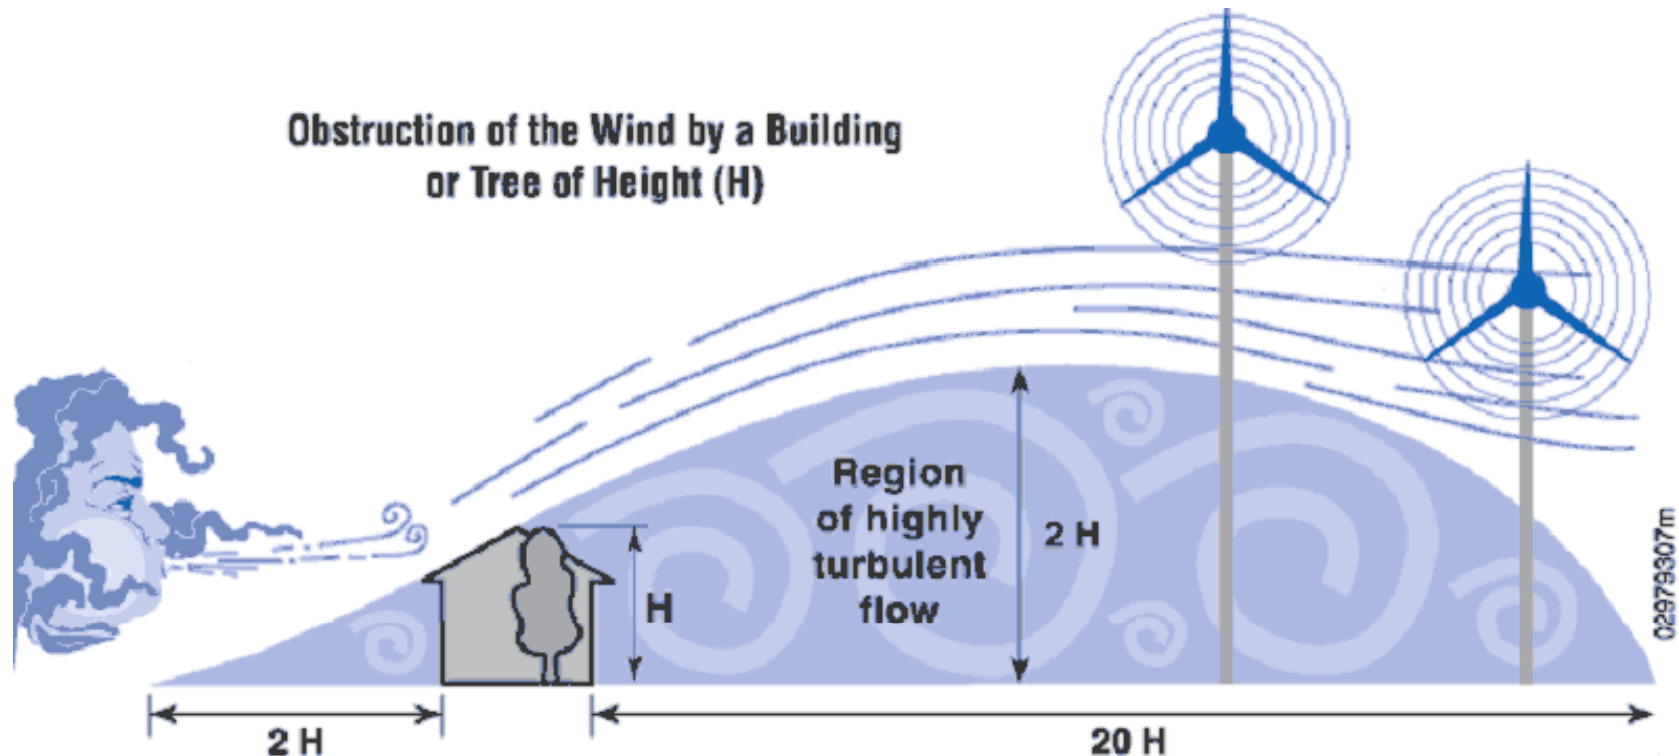 Obstruction of the Wind by a Building
or Tree of Height (H)
Region
of highly
turbulent
flow
2 H
H
2 H
20 H
02979307m